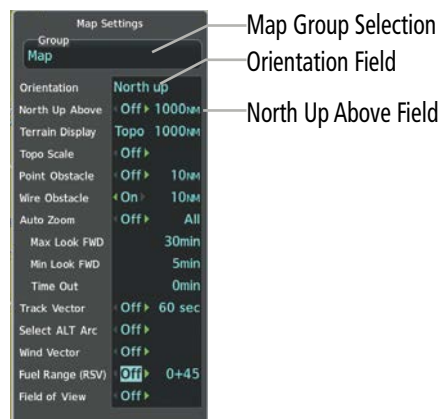 Map Settings
Group
Map
Map Group Selection
Orientation North up
Orientation Field
North Up Above Off 1000NM
North Up Above Field
Terrain Display Topo 1000NM
Topo Scale Off
Point Obstacle Off 10NM
Wire Obstacle On 10NM
Auto Zoom Off All
Max Look FWD 30min
Min Look FWD 5min
Time Out 0min
Track Vector Off 60 sec
Select ALT Arc Off
Wind Vector Off
Fuel Range (RSV) Off 0+45
Field of View Off